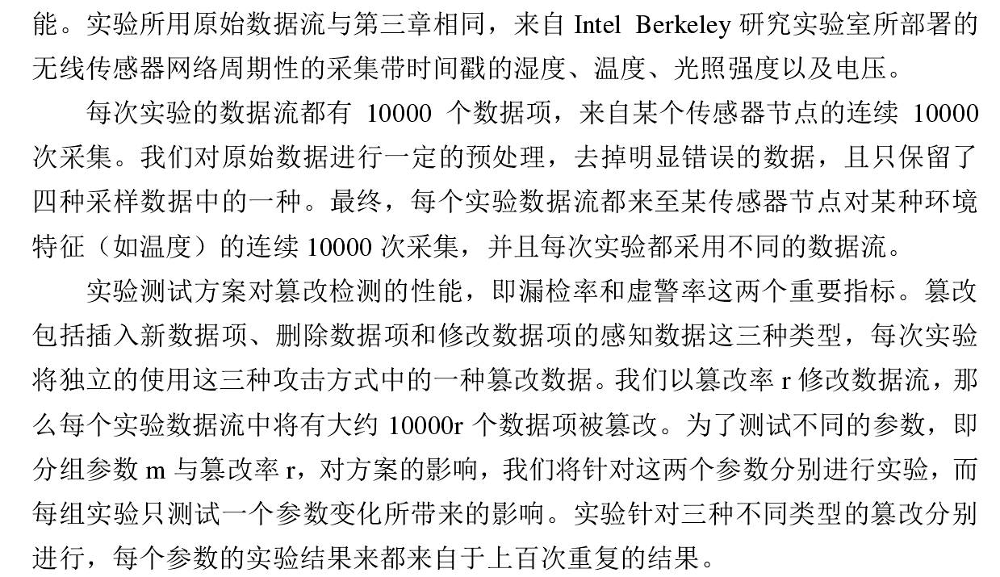 能。实验所用原始数据流与第三章相同，来自 Intel Berkeley 研究实验室所部署的
无线传感器网络周期性的采集带时间戳的湿度、温度、光照强度以及电压。
每次实验的数据流都有 10000 个数据项，来自某个传感器节点的连续 10000
次采集。我们对原始数据进行一定的预处理，去掉明显错误的数据，且只保留了
四种采样数据中的一种。最终，每个实验数据流都来至某传感器节点对某种环境
特征（如温度）的连续 10000 次采集，并且每次实验都采用不同的数据流。
实验测试方案对篡改检测的性能，即漏检率和虚警率这两个重要指标。篡改
包括插入新数据项、删除数据项和修改数据项的感知数据这三种类型，每次实验
将独立的使用这三种攻击方式中的一种篡改数据。我们以篡改率 r 修改数据流，那
么每个实验数据流中将有大约 10000r 个数据项被篡改。为了测试不同的参数，即
分组参数 m 与篡改率 r，对方案的影响，我们将针对这两个参数分别进行实验，而
每组实验只测试一个参数变化所带来的影响。实验针对三种不同类型的篡改分别
进行，每个参数的实验结果来都来自于上百次重复的结果。